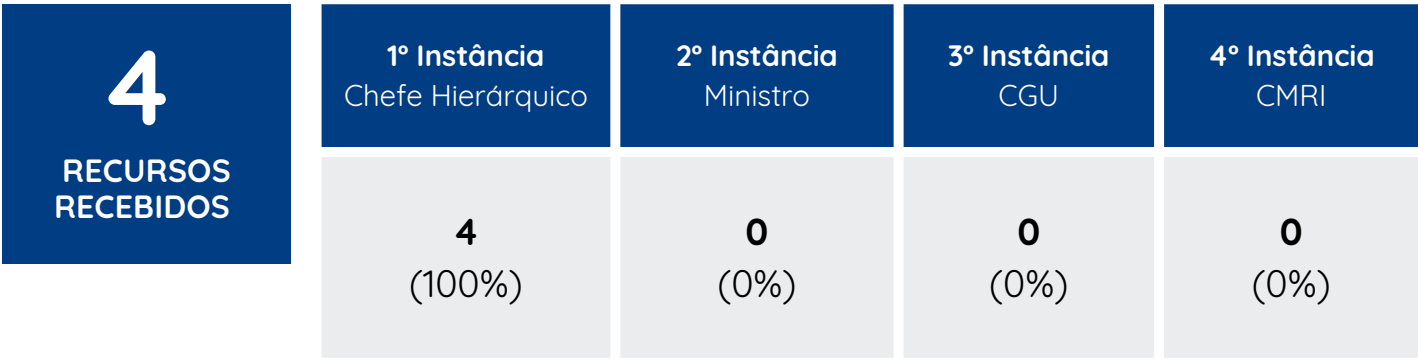 4
RECURSOS
RECEBIDOS
1º Instância
Chefe Hierárquico
2º Instância
Ministro
3º Instância
CGU
4º Instância
CMRI
4
(100%)
0
(0%)
0
(0%)
0
(0%)